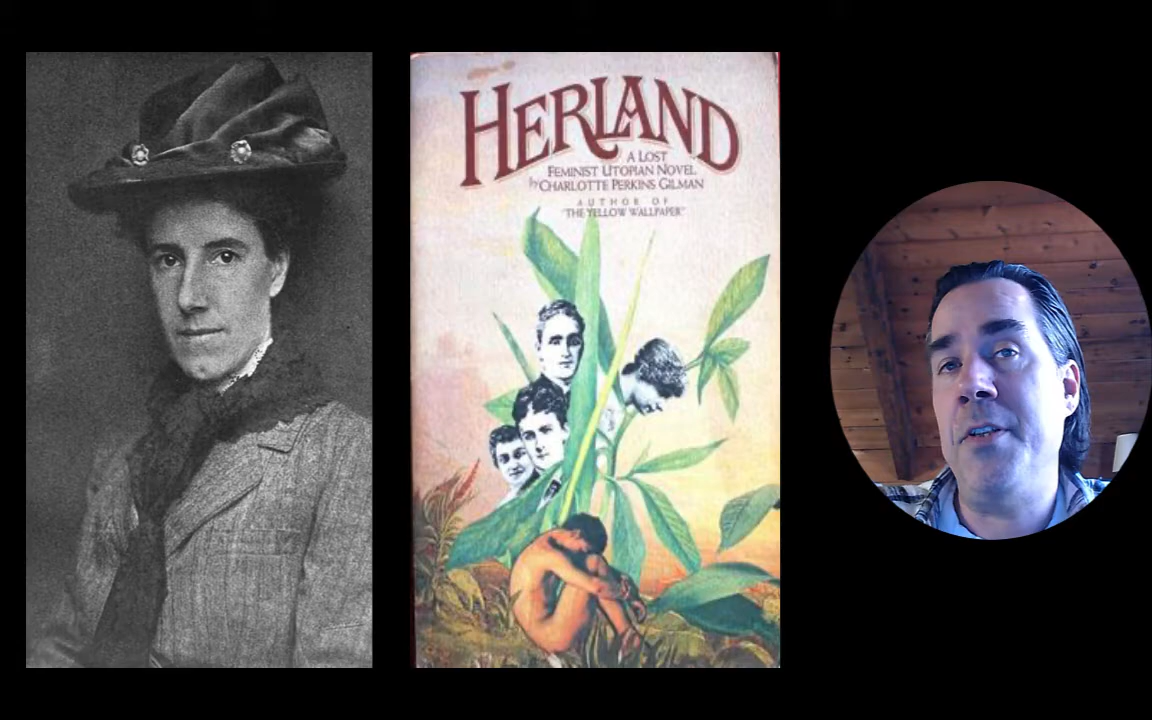 HERLAND
A LOST
FEMINIST UTOPIAN NOVEL
by CHARLOTTE PERKINS GILMAN
AUTHOR OF
"THE YELLOW WALLPAPER"